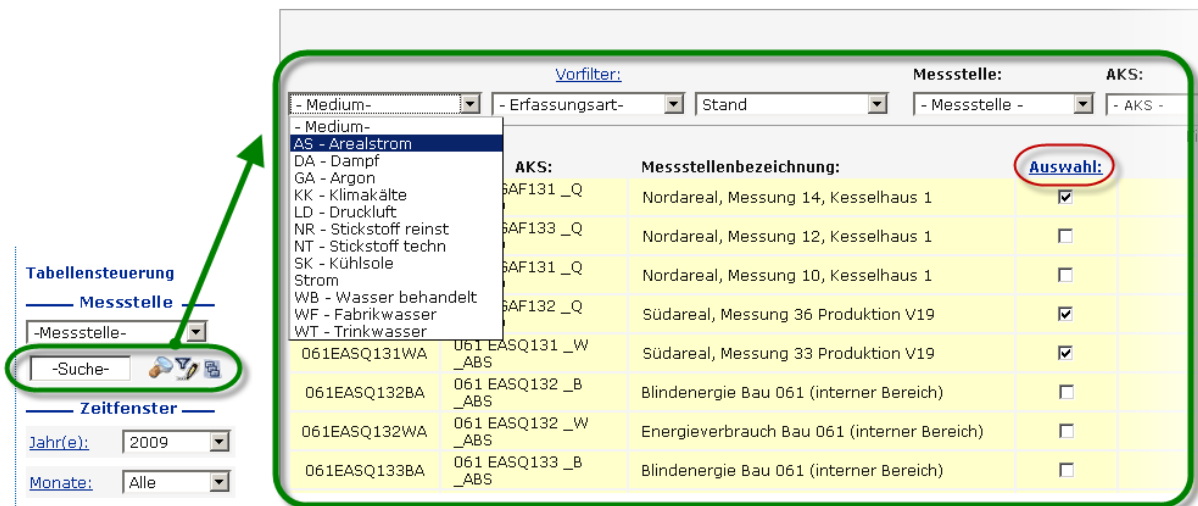 Vorfilter: Messstelle: AKS:
- Medium- - Erfassungsart- Stand - Messstelle - - AKS -
- Medium-
AS - Arealstrom
DA - Dampf
GA - Argon
KK - Klimakälte
LD - Druckluft
NR - Stickstoff reinst
NT - Stickstoff techn
SK - Kühlsole
Strom
WB - Wasser behandelt
WF - Fabrikwasser
WT - Trinkwasser
AKS: Messstellenbezeichnung: Auswahl:
GAF131 _Q Nordareal, Messung 14, Kesselhaus 1
GAF133 _Q Nordareal, Messung 12, Kesselhaus 1
GAF131 _Q Nordareal, Messung 10, Kesselhaus 1
GAF132 _Q Südareal, Messung 36 Produktion V19
061EASQ131WA 061 EASQ131 _W _ABS Südareal, Messung 33 Produktion V19
061EASQ132BA 061 EASQ132 _B _ABS Blindenergie Bau 061 (interner Bereich)
061EASQ132WA 061 EASQ132 _W _ABS Energieverbrauch Bau 061 (interner Bereich)
061EASQ133BA 061 EASQ133 _B _ABS Blindenergie Bau 061 (interner Bereich)
Tabellensteuerung
Messstelle
-Messstelle-
-Suche-
Zeitfenster
Jahr(e): 2009
Monate: Alle